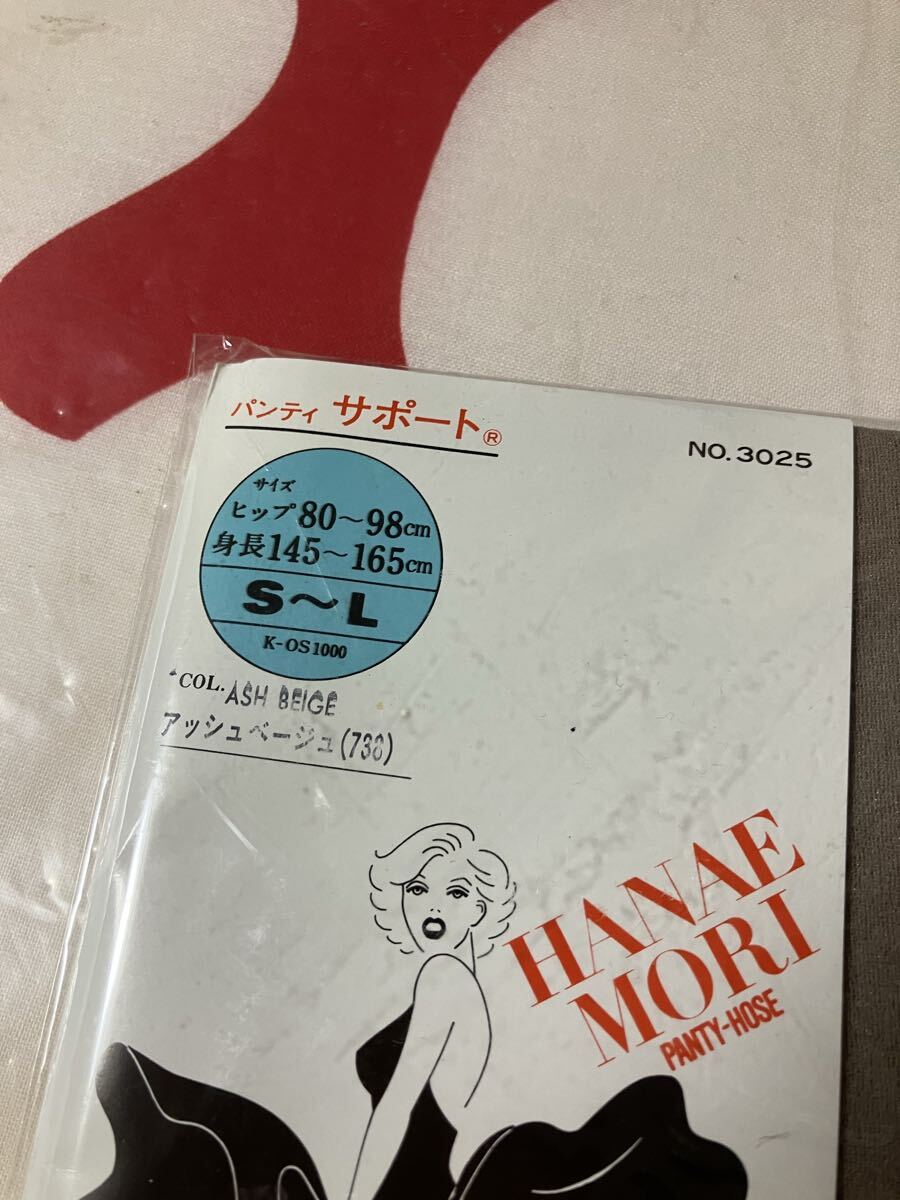 パンティ サポート®
NO.3025
サイズ
ヒップ80～98cm
身長145～165cm
S～L
K-OS1000
COL. ASH BEIGE
アッシュベージュ(738)
HANAE
MORI
PANTY-HOSE